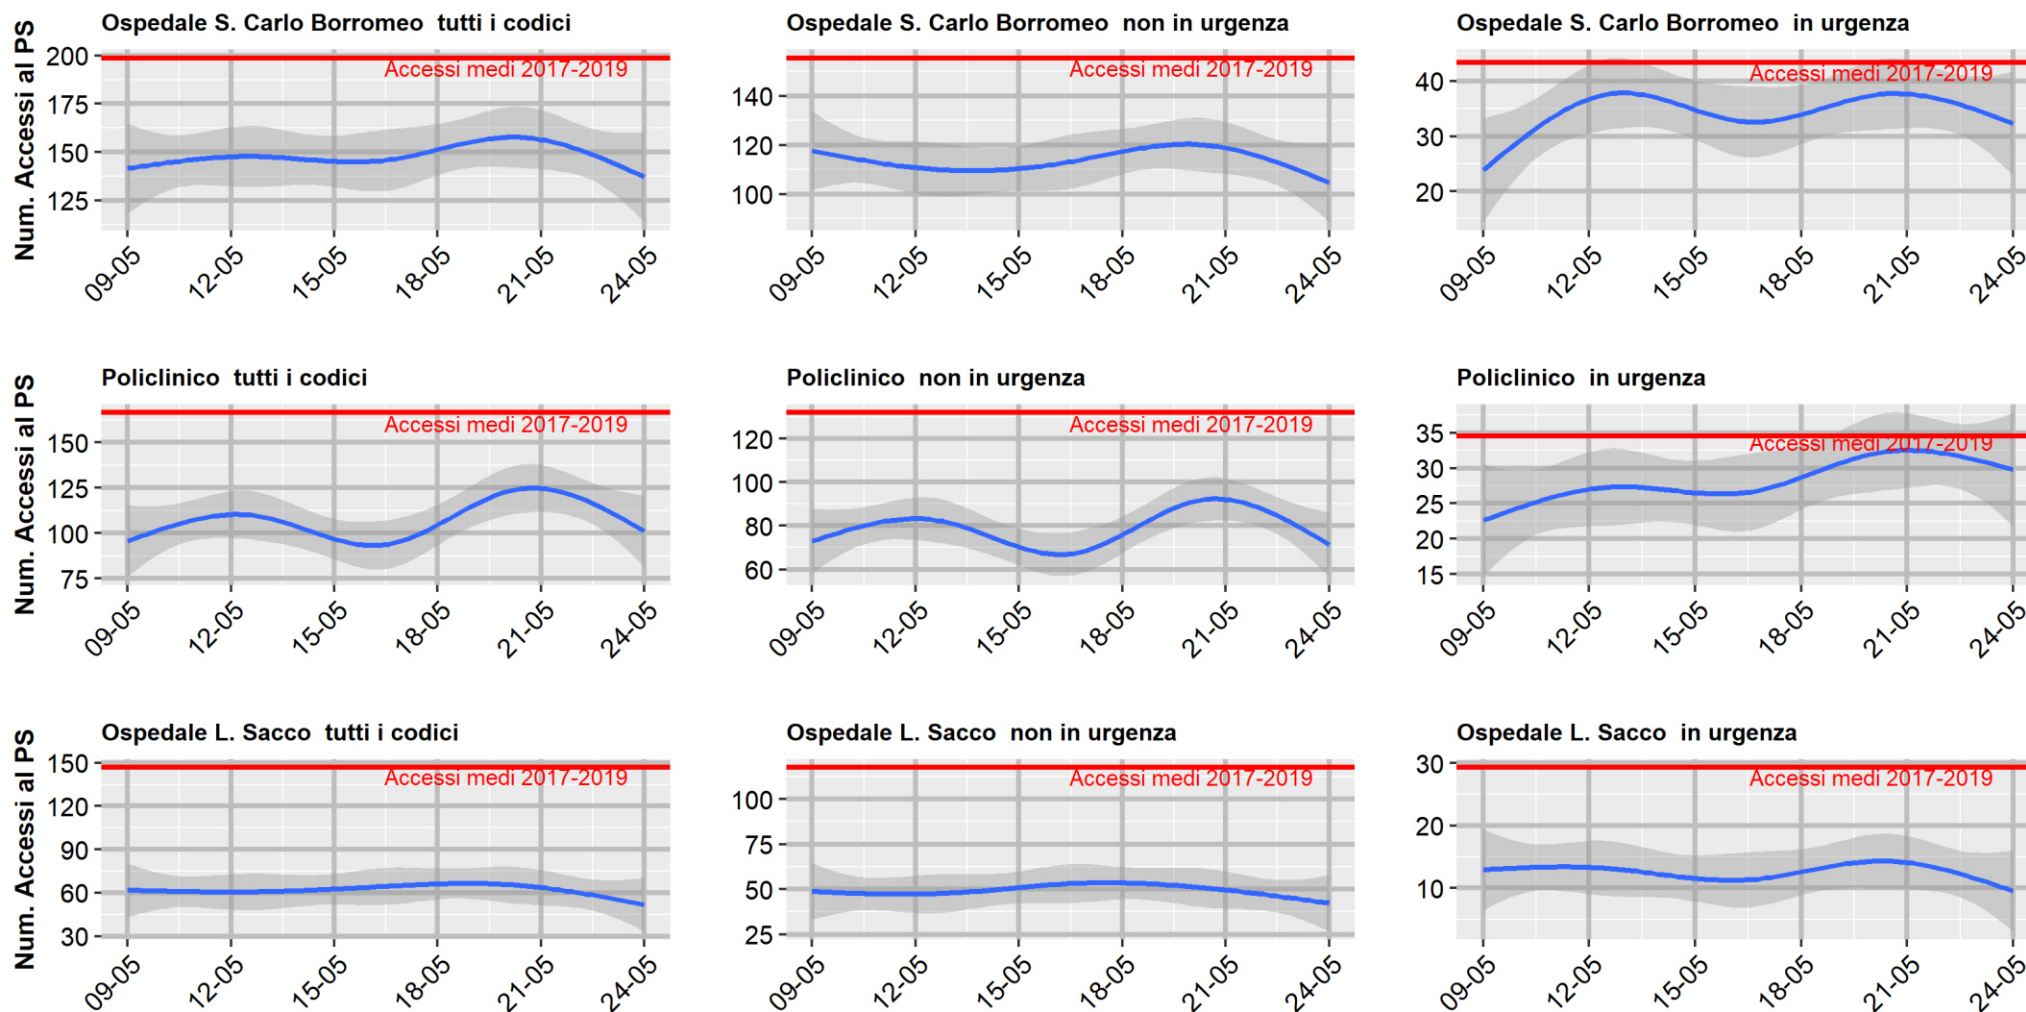 Ospedale S. Carlo Borromeo  tutti i codici
Num. Accessi al PS
200
175
150
125
Accessi medi 2017-2019
09-05 12-05 15-05 18-05 21-05 24-05
Ospedale S. Carlo Borromeo  non in urgenza
140
120
100
Accessi medi 2017-2019
09-05 12-05 15-05 18-05 21-05 24-05
Ospedale S. Carlo Borromeo  in urgenza
40
30
20
Accessi medi 2017-2019
09-05 12-05 15-05 18-05 21-05 24-05
Policlinico  tutti i codici
Num. Accessi al PS
150
125
100
75
Accessi medi 2017-2019
09-05 12-05 15-05 18-05 21-05 24-05
Policlinico  non in urgenza
120
100
80
60
Accessi medi 2017-2019
09-05 12-05 15-05 18-05 21-05 24-05
Policlinico  in urgenza
35
30
25
20
15
Accessi medi 2017-2019
09-05 12-05 15-05 18-05 21-05 24-05
Ospedale L. Sacco  tutti i codici
Num. Accessi al PS
150
120
90
60
30
Accessi medi 2017-2019
09-05 12-05 15-05 18-05 21-05 24-05
Ospedale L. Sacco  non in urgenza
100
75
50
25
Accessi medi 2017-2019
09-05 12-05 15-05 18-05 21-05 24-05
Ospedale L. Sacco  in urgenza
30
20
10
Accessi medi 2017-2019
09-05 12-05 15-05 18-05 21-05 24-05